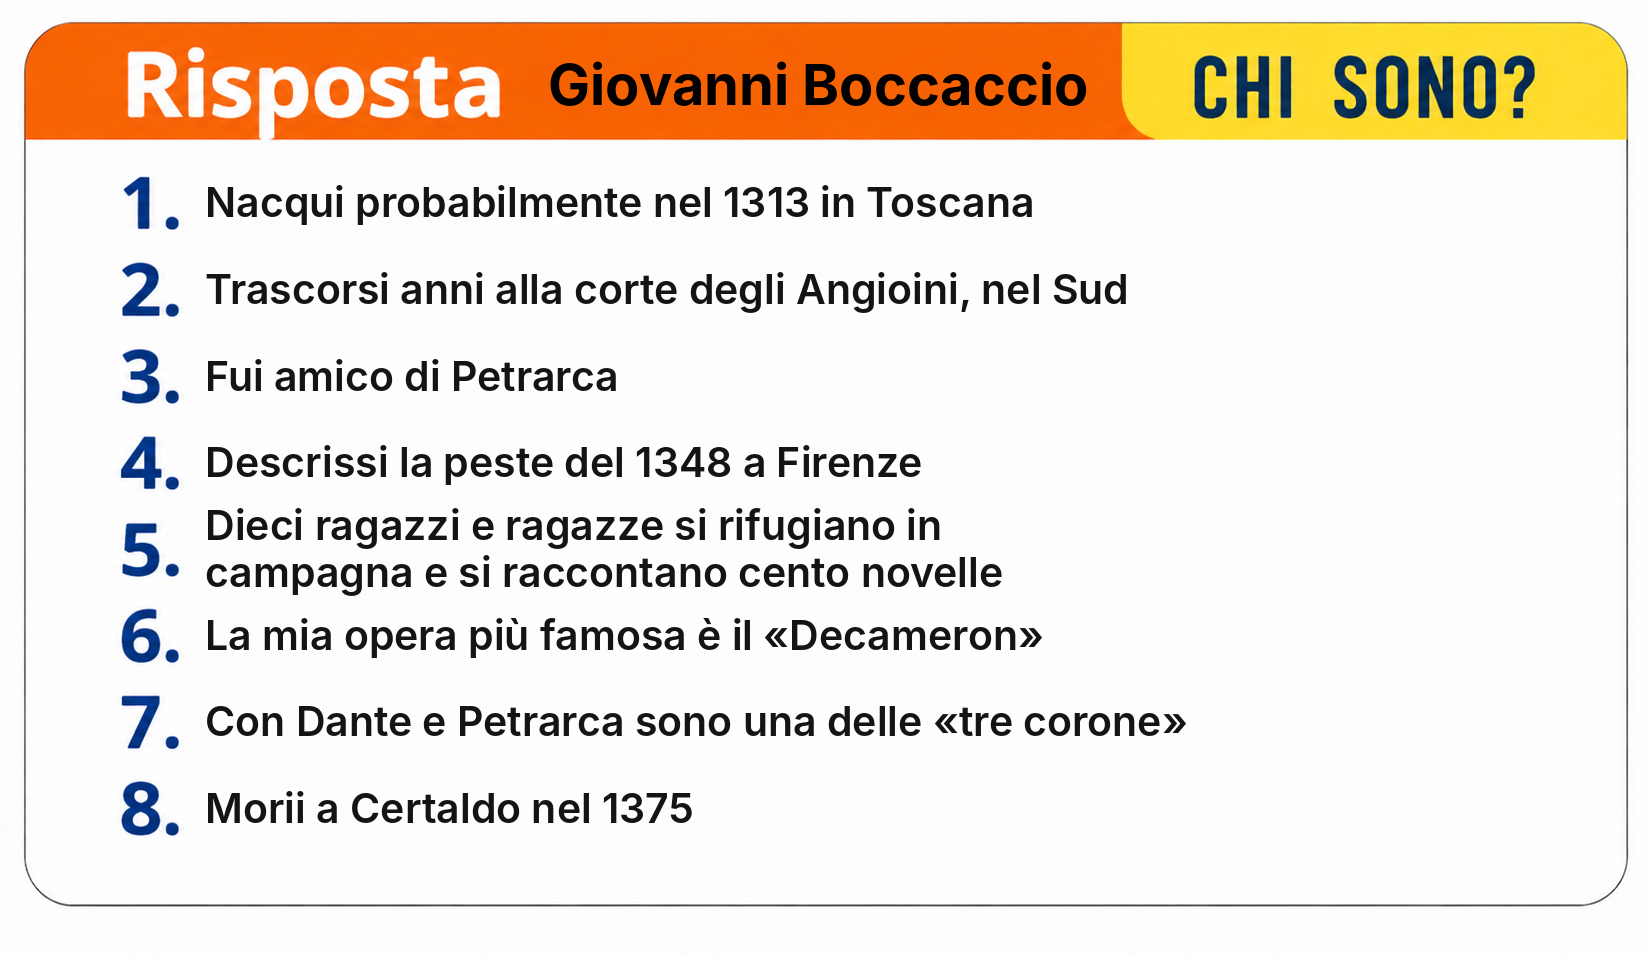 Risposta Giovanni Boccaccio CHI SONO?
1. Nacqui probabilmente nel 1313 in Toscana
2. Trascorsi anni alla corte degli Angioini, nel Sud
3. Fui amico di Petrarca
4. Descrissi la peste del 1348 a Firenze
5. Dieci ragazzi e ragazze si rifugiano in
campagna e si raccontano cento novelle
6. La mia opera più famosa è il «Decameron»
7. Con Dante e Petrarca sono una delle «tre corone»
8. Morii a Certaldo nel 1375